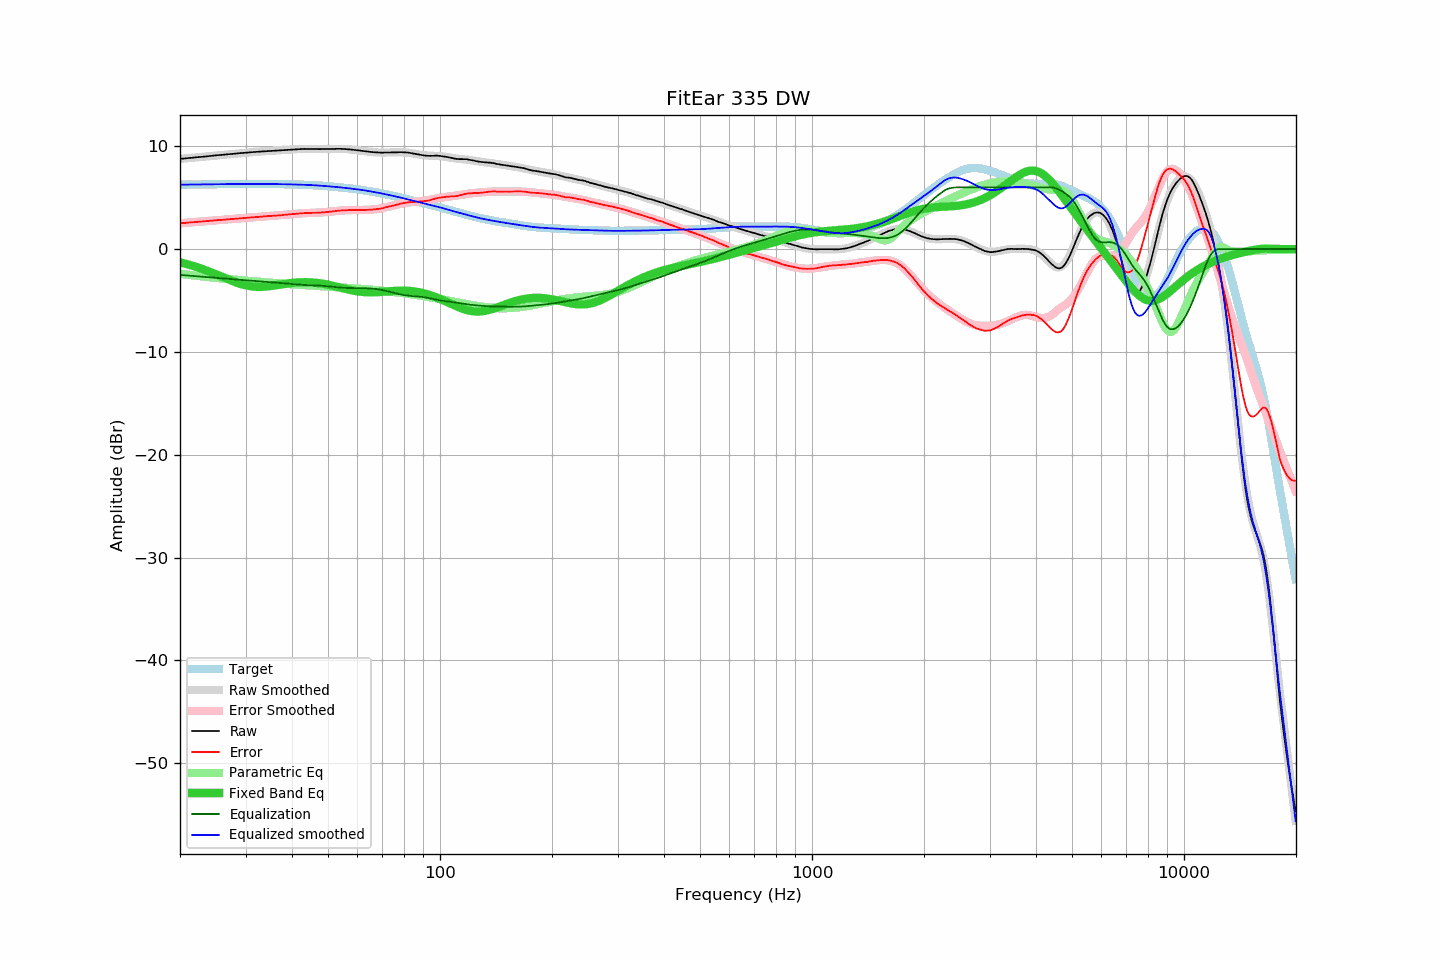 FitEar 335 DW
10
0
−10
−20
−30
−40
−50
Amplitude (dBr)
Target
Raw Smoothed
Error Smoothed
Raw
Error
Parametric Eq
Fixed Band Eq
Equalization
Equalized smoothed
100
1000
10000
Frequency (Hz)